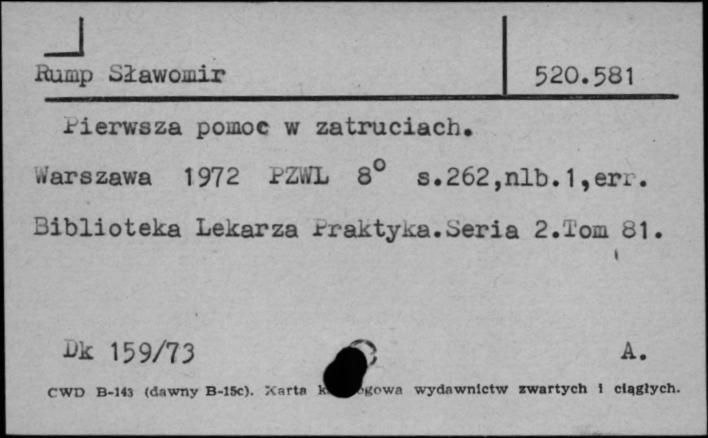 Rump Sławomir 520.581
Pierwsza pomoc w zatruciach.
Warszawa 1972 PZWL 8° s.262,nlb.1,err.
Biblioteka Lekarza Praktyka.Seria 2.Tom 81.
Dk 159/73 A.
CWD B-143 (dawny B-15c). Karta wydawnictw zwartych i ciągłych.